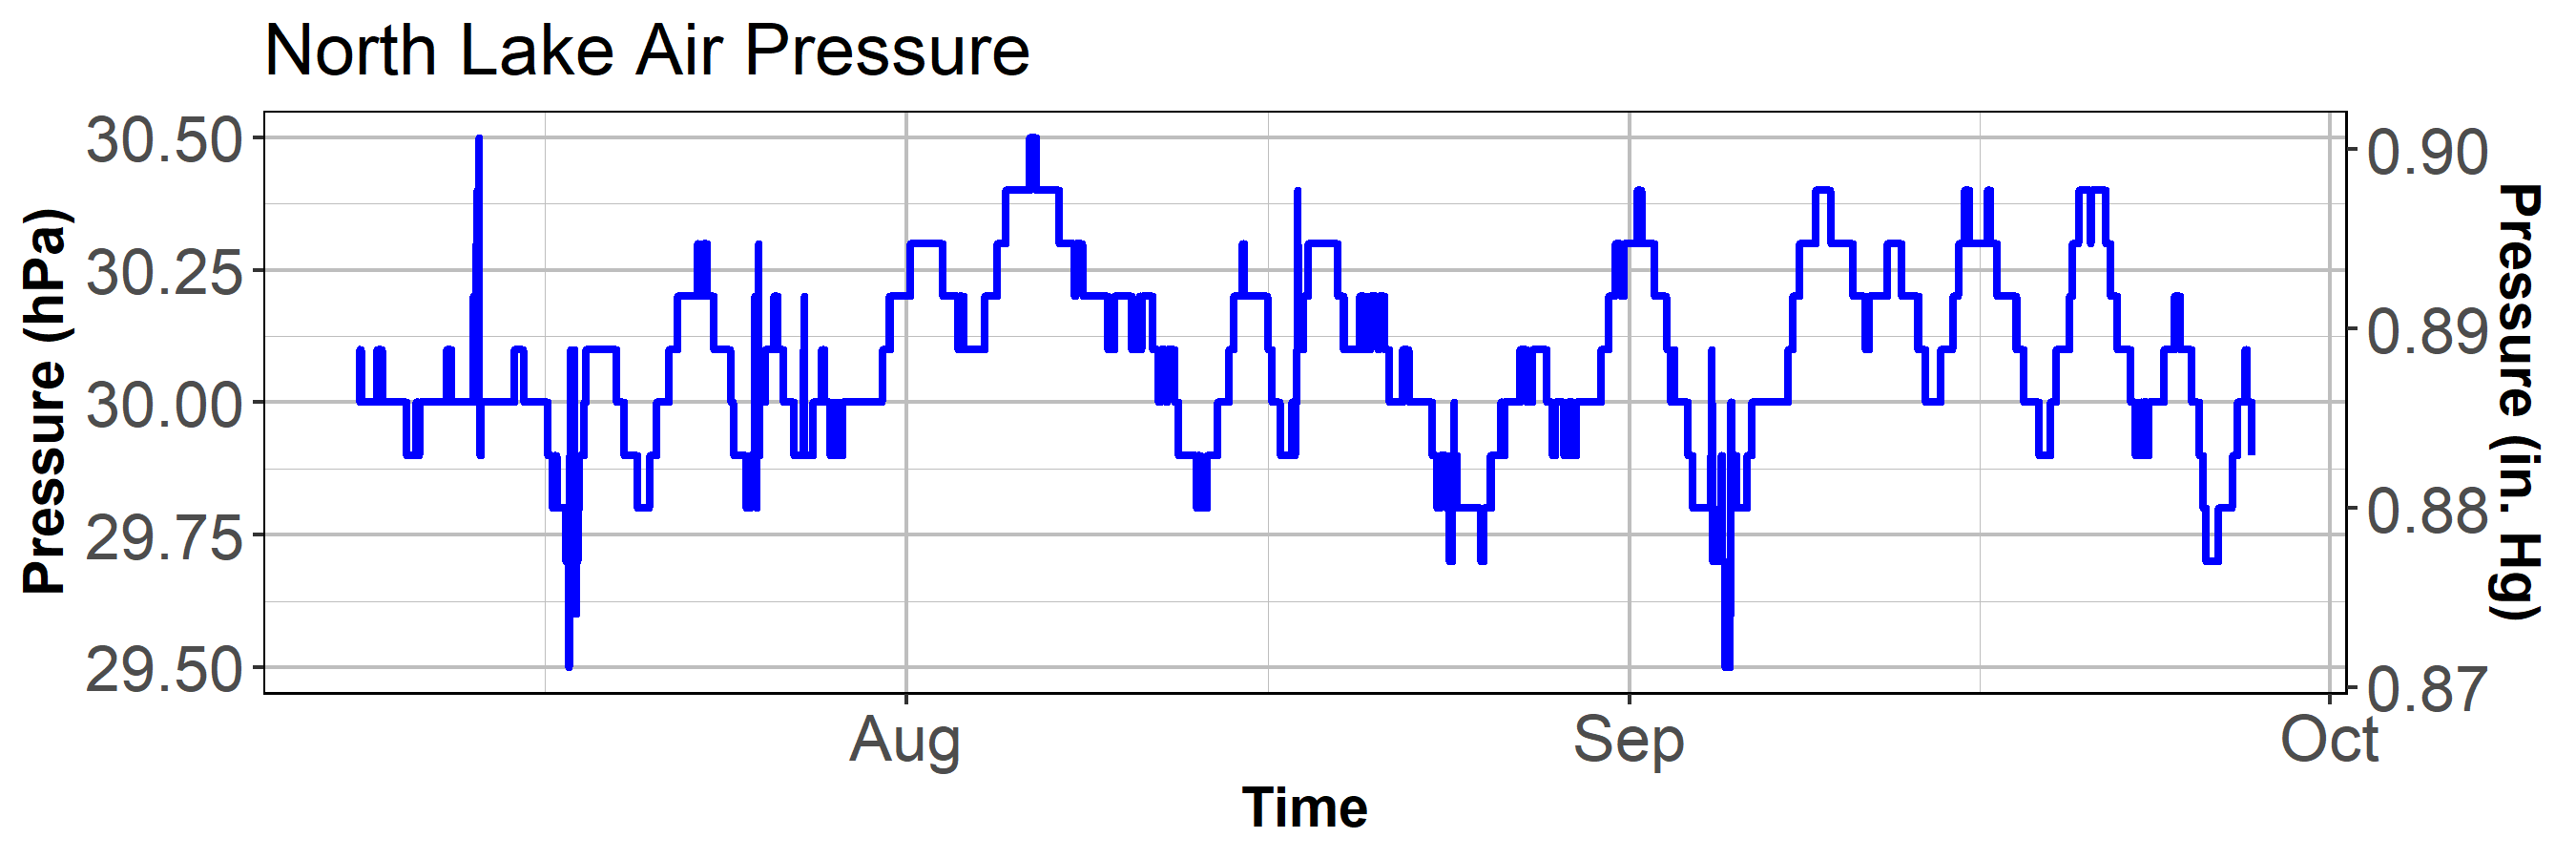 North Lake Air Pressure
Pressure (hPa)
30.50
30.25
30.00
29.75
29.50
0.90
0.89
0.88
0.87
Pressure (in. Hg)
Aug
Sep
Oct
Time